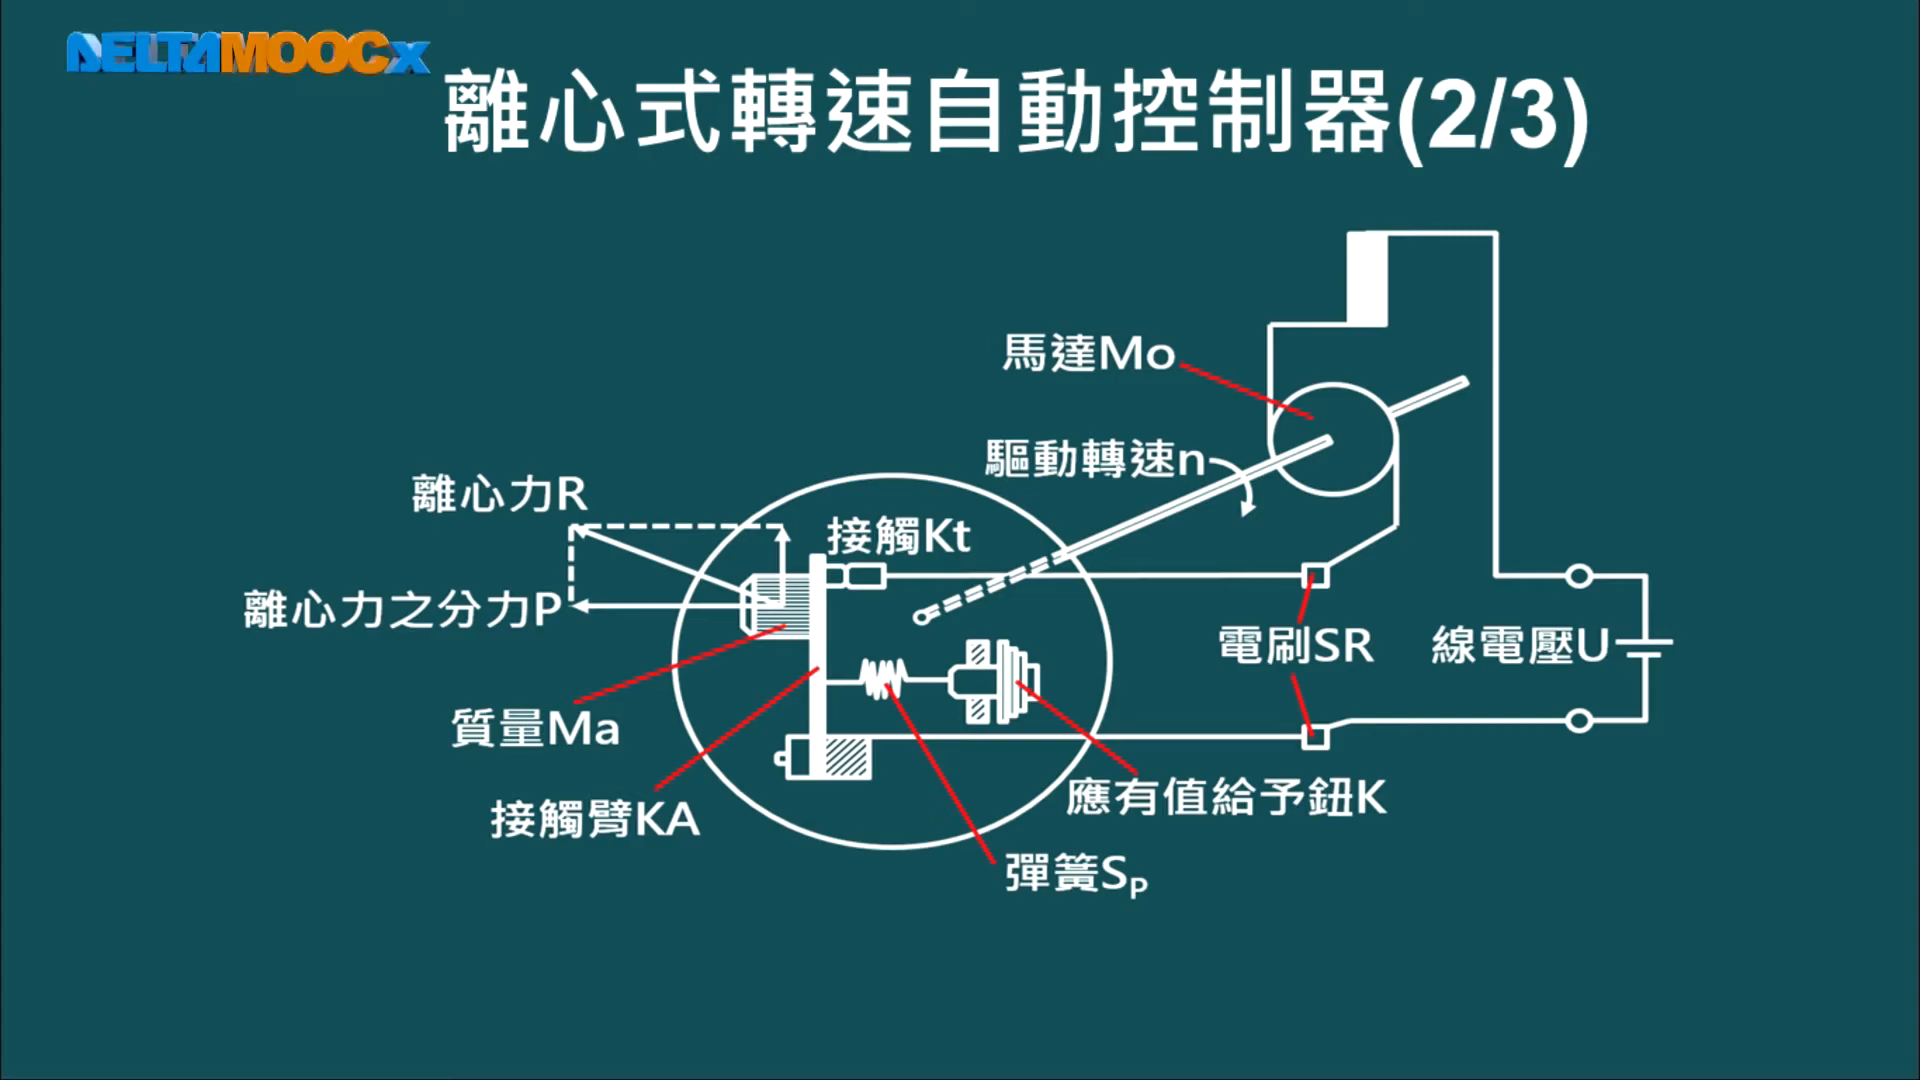 DELTAMOOCx
離心式轉速自動控制器(2/3)
馬達Mo
驅動轉速n
離心力R
接觸Kt
離心力之分力P
電刷SR
線電壓U
質量Ma
應有值給予鈕K
接觸臂KA
彈簧SP